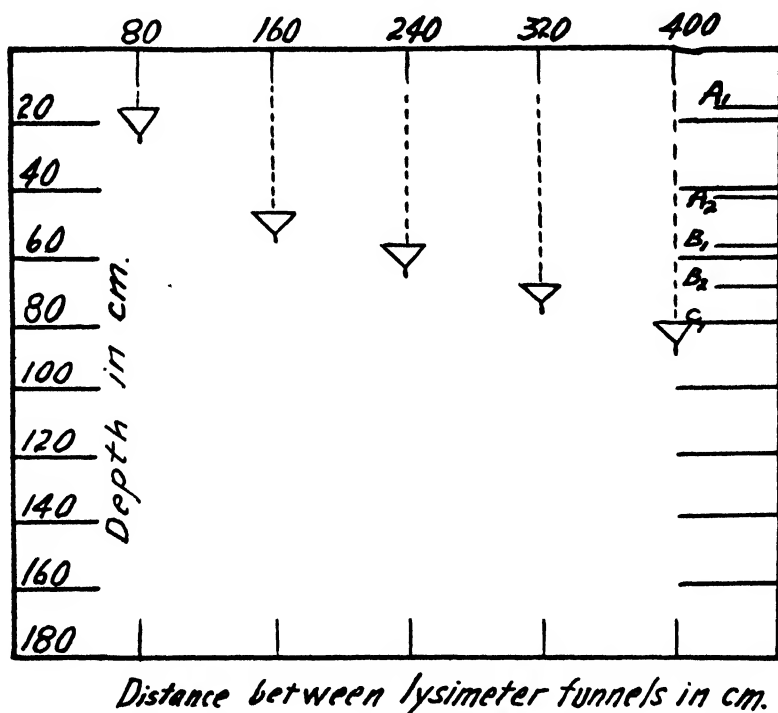 80 160 240 320 400
A1
20
40
A2
B1
60
B2
80
C1
100
120
140
160
180
Depth in cm.
Distance between lysimeter funnels in cm.